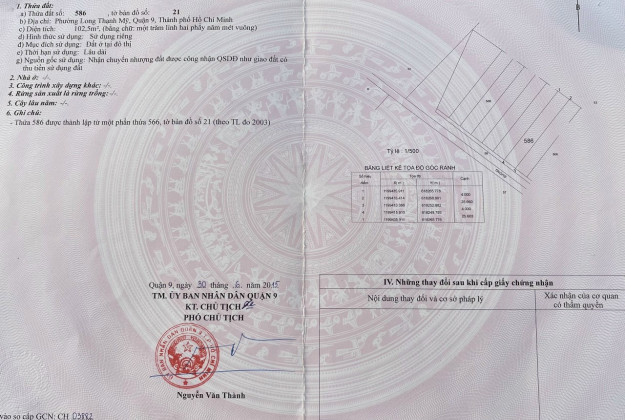 1. Thửa đất:
a) Thửa đất số: 586 , tờ bản đồ số: 21
b) Địa chỉ: Phường Long Thạnh Mỹ, Quận 9, Thành phố Hồ Chí Minh
c) Diện tích: 102,5m², (bằng chữ: một trăm linh hai phẩy năm mét vuông)
d) Hình thức sử dụng: Sử dụng riêng
đ) Mục đích sử dụng: Đất ở tại đô thị
e) Thời hạn sử dụng: Lâu dài
g) Nguồn gốc sử dụng: Nhận chuyển nhượng đất được công nhận QSDĐ như giao đất có
thu tiền sử dụng đất
2. Nhà ở: -/-
3. Công trình xây dựng khác: -/-
4. Rừng sản xuất là rừng trồng: -/-
5. Cây lâu năm: -/-
6. Ghi chú:
- Thửa 586 được thành lập từ một phần thửa 566, tờ bản đồ số 21 (theo TL đo 2003)
Quận 9, ngày 30 tháng 6 năm 2015
TM. ỦY BAN NHÂN DÂN QUẬN 9
KT. CHỦ TỊCH
PHÓ CHỦ TỊCH
Nguyễn Văn Thành
vào sổ cấp GCN: CH
B
586
Tỷ lệ : 1/500
BẢNG LIỆT KÊ TỌA ĐỘ GÓC RANH
IV. Những thay đổi sau khi cấp giấy chứng nhận
Nội dung thay đổi và cơ sở pháp lý
Xác nhận của cơ quan
có thẩm quyền